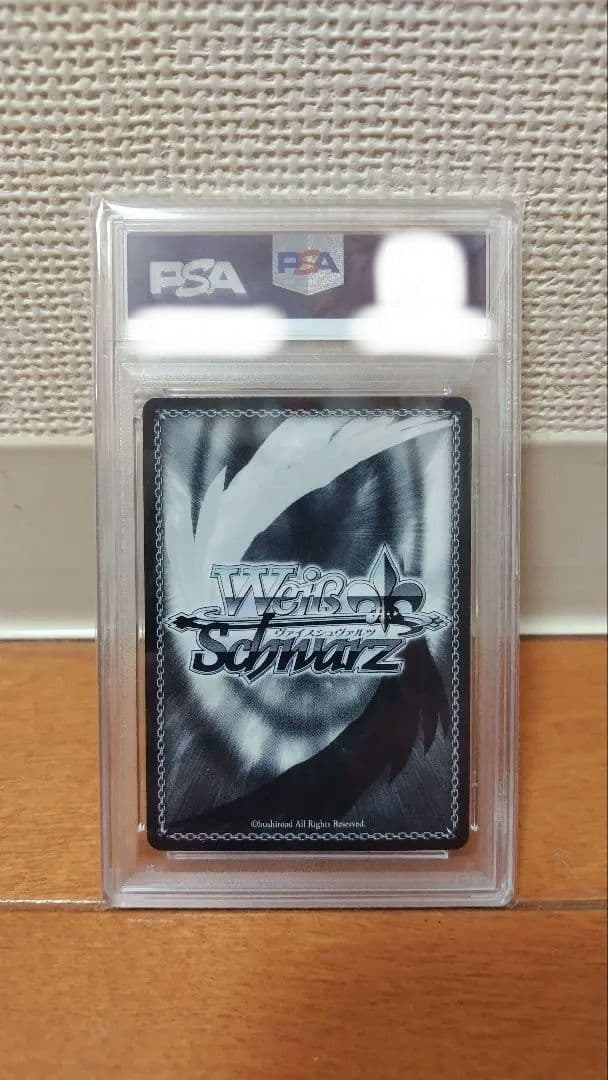 PSA
PSA
Weiß
ヴァイスシュヴァルツ
Schwarz
©bushiroad All Rights Reserved.